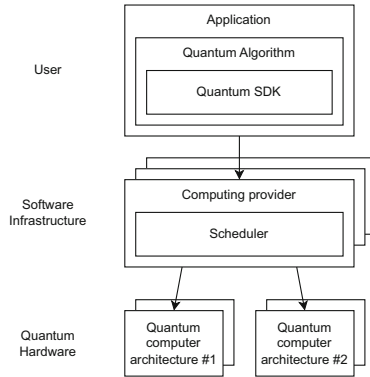 Application
Quantum Algorithm
User
Quantum SDK
Computing provider
Software
Infrastructure
Scheduler
Quantum
Hardware
Quantum
computer
architecture #1
Quantum
computer
architecture #2